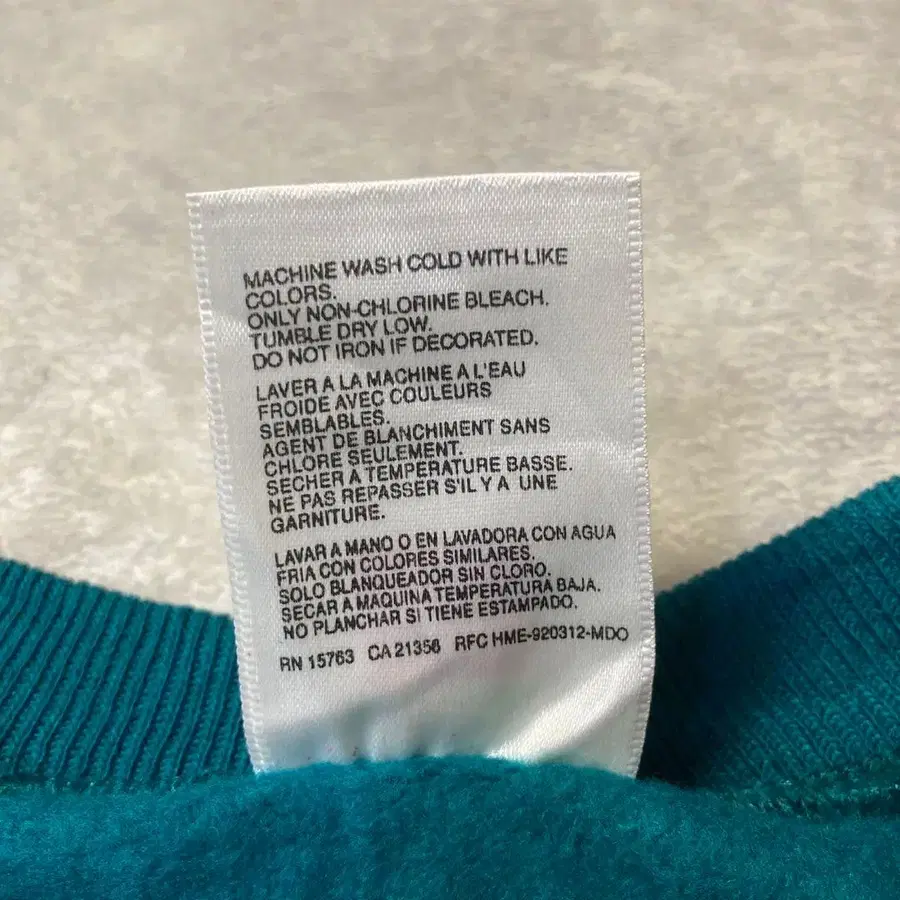 MACHINE WASH COLD WITH LIKE
COLORS.
ONLY NON-CHLORINE BLEACH.
TUMBLE DRY LOW.
DO NOT IRON IF DECORATED.
LAVER A LA MACHINE A L'EAU
FROIDE AVEC COULEURS
SEMBLABLES.
AGENT DE BLANCHIMENT SANS
CHLORE SEULEMENT.
SECHER A TEMPERATURE BASSE.
NE PAS REPASSER S'IL Y A UNE
GARNITURE.
LAVAR A MANO O EN LAVADORA CON AGUA
FRIA CON COLORES SIMILARES.
SOLO BLANQUEADOR SIN CLORO.
SECAR A MAQUINA TEMPERATURA BAJA.
NO PLANCHAR SI TIENE ESTAMPADO.
RN 15763 CA 21356 RFC HME-920312-MDO